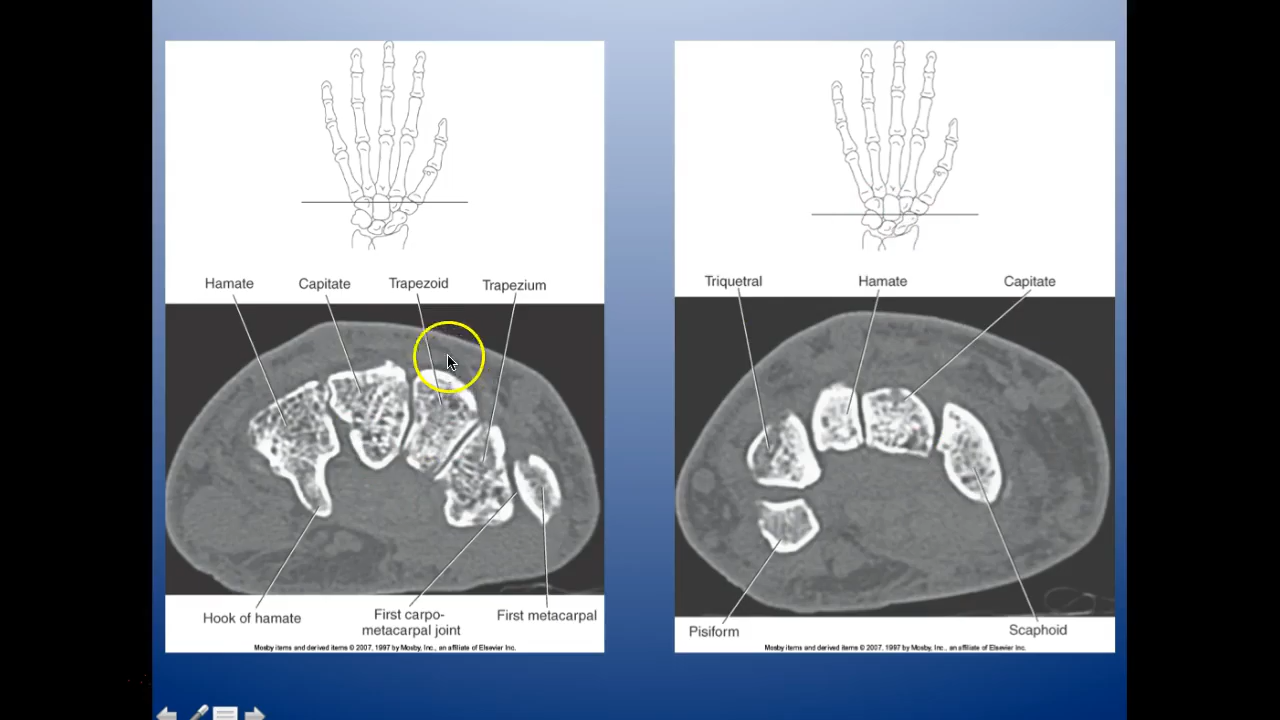 Hamate
Capitate
Trapezoid
Trapezium
Hook of hamate
First carpo-
metacarpal joint
First metacarpal
Mosby items and derived items © 2007, 1997 by Mosby, Inc., an affiliate of Elsevier Inc.
Triquetral
Hamate
Capitate
Pisiform
Scaphoid
Mosby items and derived items © 2007, 1997 by Mosby, Inc., an affiliate of Elsevier Inc.